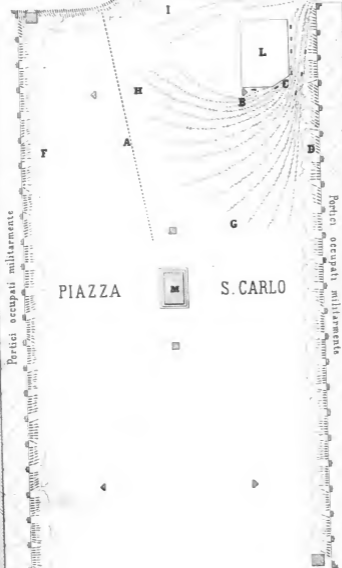 I
L
C
H
B
A
D
F
G
Portici occupati militarmente
Portici occupati militarmente
PIAZZA M S. CARLO